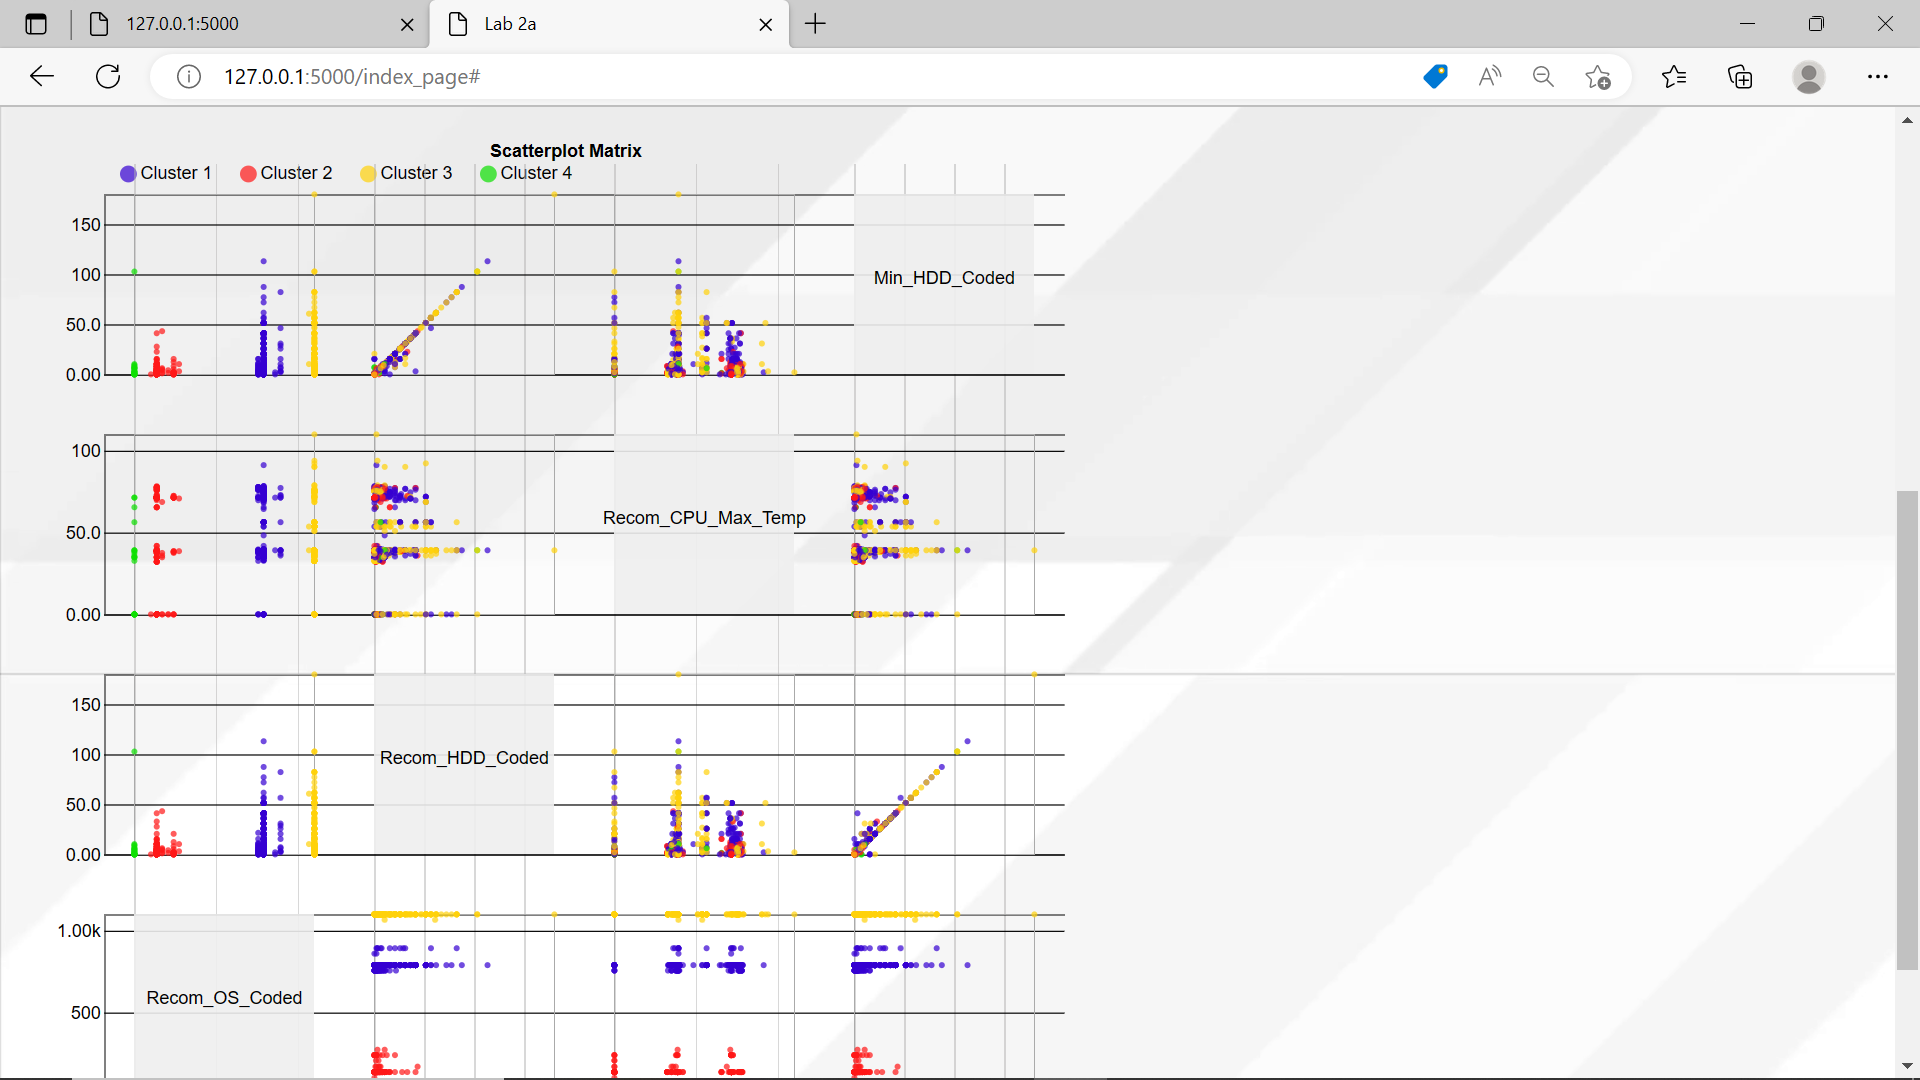 127.0.0.1:5000
Lab 2a
127.0.0.1:5000/index_page#
Scatterplot Matrix
Cluster 1 Cluster 2 Cluster 3 Cluster 4
150
100
Min_HDD_Coded
50.0
0.00
100
Recom_CPU_Max_Temp
50.0
0.00
150
100
Recom_HDD_Coded
50.0
0.00
1.00k
Recom_OS_Coded
500